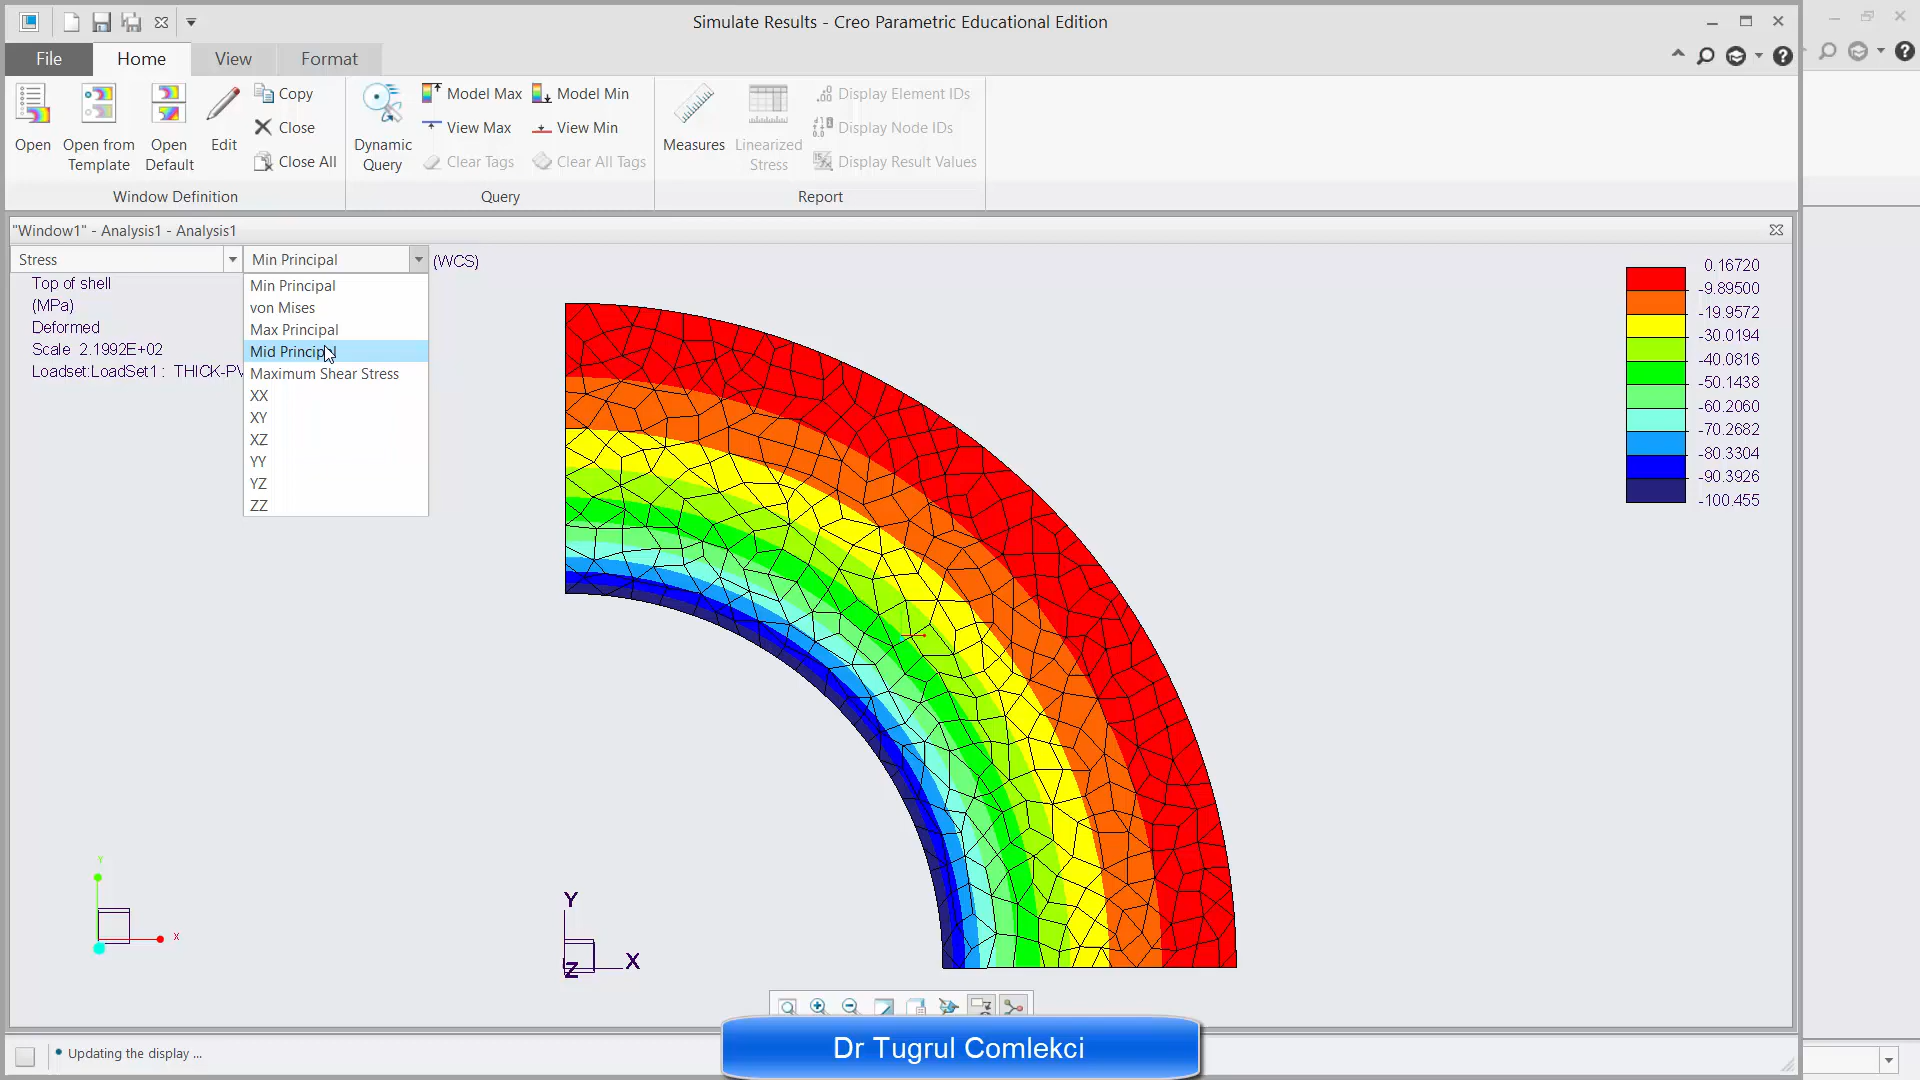 Simulate Results - Creo Parametric Educational Edition
File
Home
View
Format
Open
Open from Template
Open Default
Edit
Copy
Close
Close All
Window Definition
Dynamic Query
Model Max
Model Min
View Max
View Min
Clear Tags
Clear All Tags
Query
Measures
Linearized Stress
Display Element IDs
Display Node IDs
Display Result Values
Report
"Window1" - Analysis1 - Analysis1
Stress
Min Principal
(WCS)
Top of shell
(MPa)
Deformed
Scale 2.1992E+02
Loadset:LoadSet1 : THICK-PV
Min Principal
von Mises
Max Principal
Mid Principal
Maximum Shear Stress
XX
XY
XZ
YY
YZ
ZZ
0.16720
-9.89500
-19.9572
-30.0194
-40.0816
-50.1438
-60.2060
-70.2682
-80.3304
-90.3926
-100.455
Y
X
Y
X
Z
Updating the display ...
Dr Tugrul Comlekci